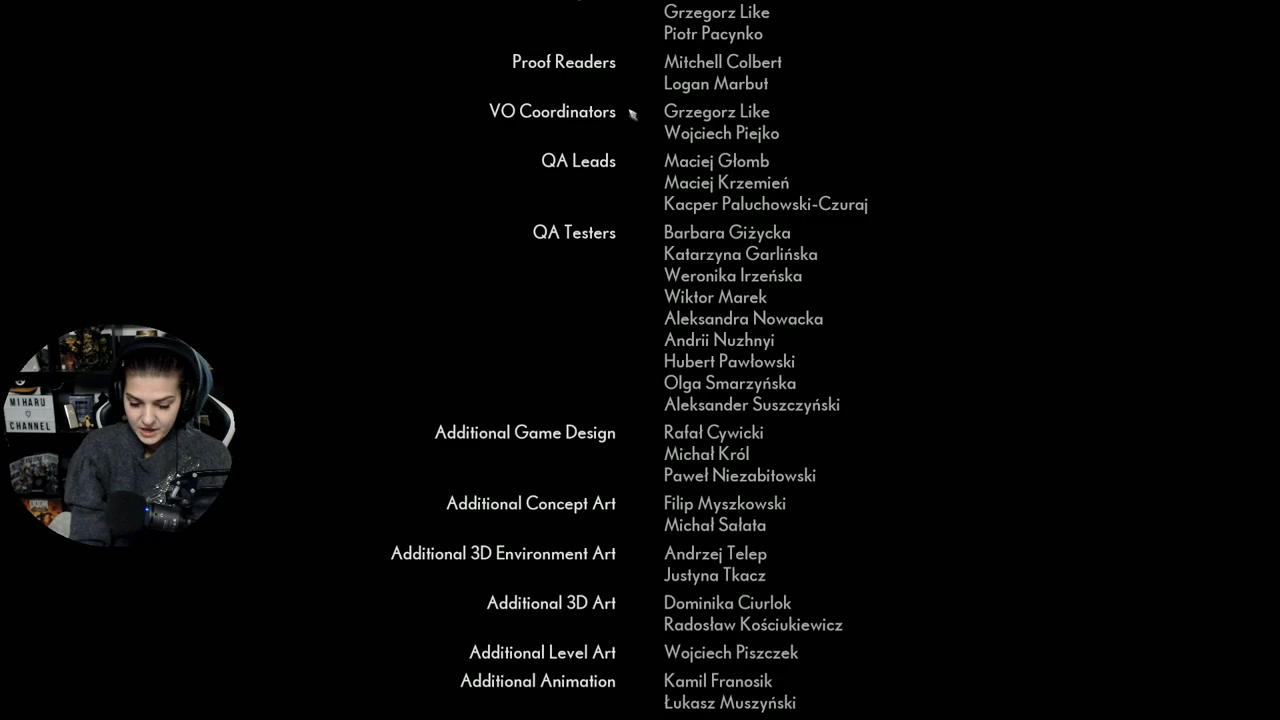 Grzegorz Like
Piotr Pacynko
Proof Readers Mitchell Colbert
Logan Marbut
VO Coordinators Grzegorz Like
Wojciech Piejko
QA Leads Maciej Głomb
Maciej Krzemień
Kacper Paluchowski-Czuraj
QA Testers Barbara Giżycka
Katarzyna Garlińska
Weronika Irzeńska
Wiktor Marek
Aleksandra Nowacka
Andrii Nuzhnyi
Hubert Pawłowski
Olga Smarzyńska
Aleksander Suszczyński
Additional Game Design Rafał Cywicki
Michał Król
Paweł Niezabitowski
Additional Concept Art Filip Myszkowski
Michał Sałata
Additional 3D Environment Art Andrzej Telep
Justyna Tkacz
Additional 3D Art Dominika Ciurlok
Radosław Kościukiewicz
Additional Level Art Wojciech Piszczek
Additional Animation Kamil Franosik
Łukasz Muszyński
MIHARU
CHANNEL